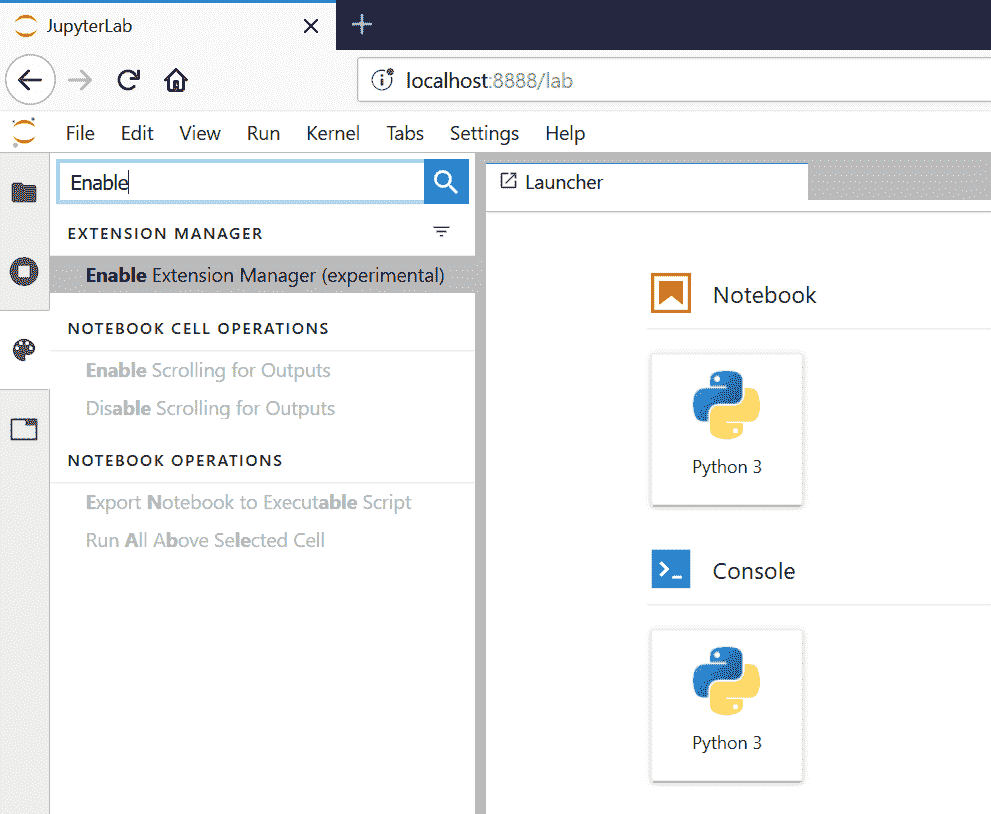 JupyterLab
localhost:8888/lab
File Edit View Run Kernel Tabs Settings Help
Enable
EXTENSION MANAGER
Enable Extension Manager (experimental)
NOTEBOOK CELL OPERATIONS
Enable Scrolling for Outputs
Disable Scrolling for Outputs
NOTEBOOK OPERATIONS
Export Notebook to Executable Script
Run All Above Selected Cell
Launcher
Notebook
Python 3
Console
Python 3